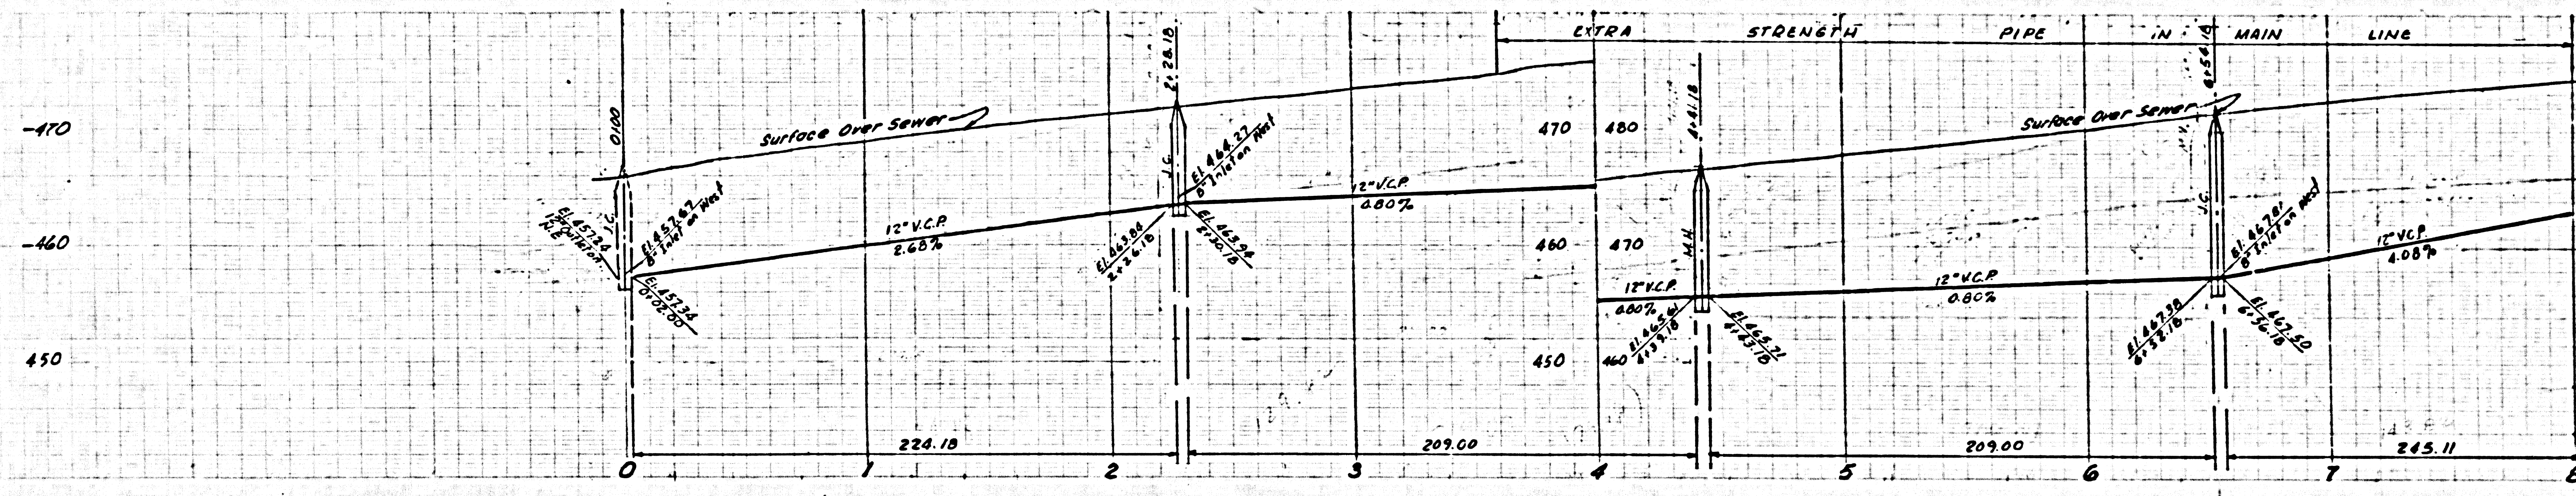 EXTRA STRENGTH PIPE IN MAIN LINE
-470
-460
450
0+00
Surface Over Sewer
J.C.
El. 457.24
12" Outlet on
N.E.
El. 457.67
8" Inlet on West
El. 457.34
0+02.00
12" V.C.P.
2.68%
2+28.18
J.C.
El. 464.27
8" Inlet on West
El. 463.84
2+26.18
El. 463.94
2+30.18
12" V.C.P.
0.80%
470 480
460 470
450 460
12" V.C.P.
0.80%
4+41.18
M.H.
El. 465.61
4+39.18
El. 465.71
4+43.18
Surface Over Sewer
12" V.C.P.
0.80%
6+54.18
J.C.
El. 467.81
8" Inlet on West
El. 467.38
6+52.18
El. 467.50
6+56.18
12" V.C.P.
4.08%
224.18 209.00 209.00 245.11
0 1 2 3 4 5 6 7 8